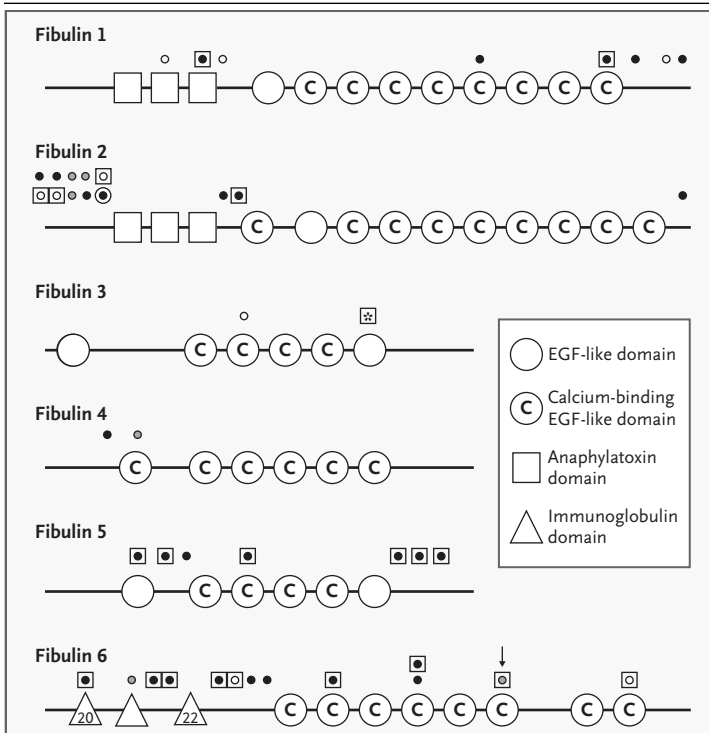 Fibulin 1
C C C C C C C C
Fibulin 2
C C C C C C C C C
Fibulin 3
C C C C
*
EGF-like domain
C Calcium-binding
EGF-like domain
Anaphylatoxin
domain
Immunoglobulin
domain
Fibulin 4
C C C C C C
Fibulin 5
C C C C
Fibulin 6
20 22 C C C C C C C C